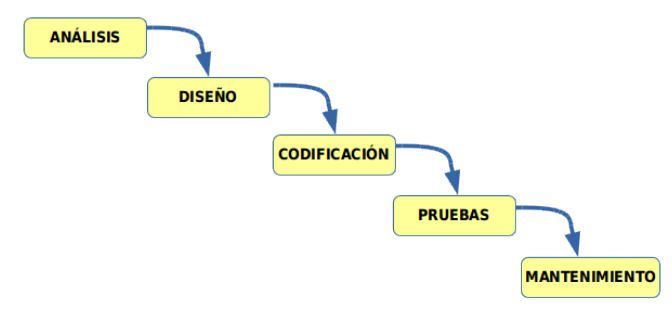 ANÁLISIS
DISEÑO
CODIFICACIÓN
PRUEBAS
MANTENIMIENTO